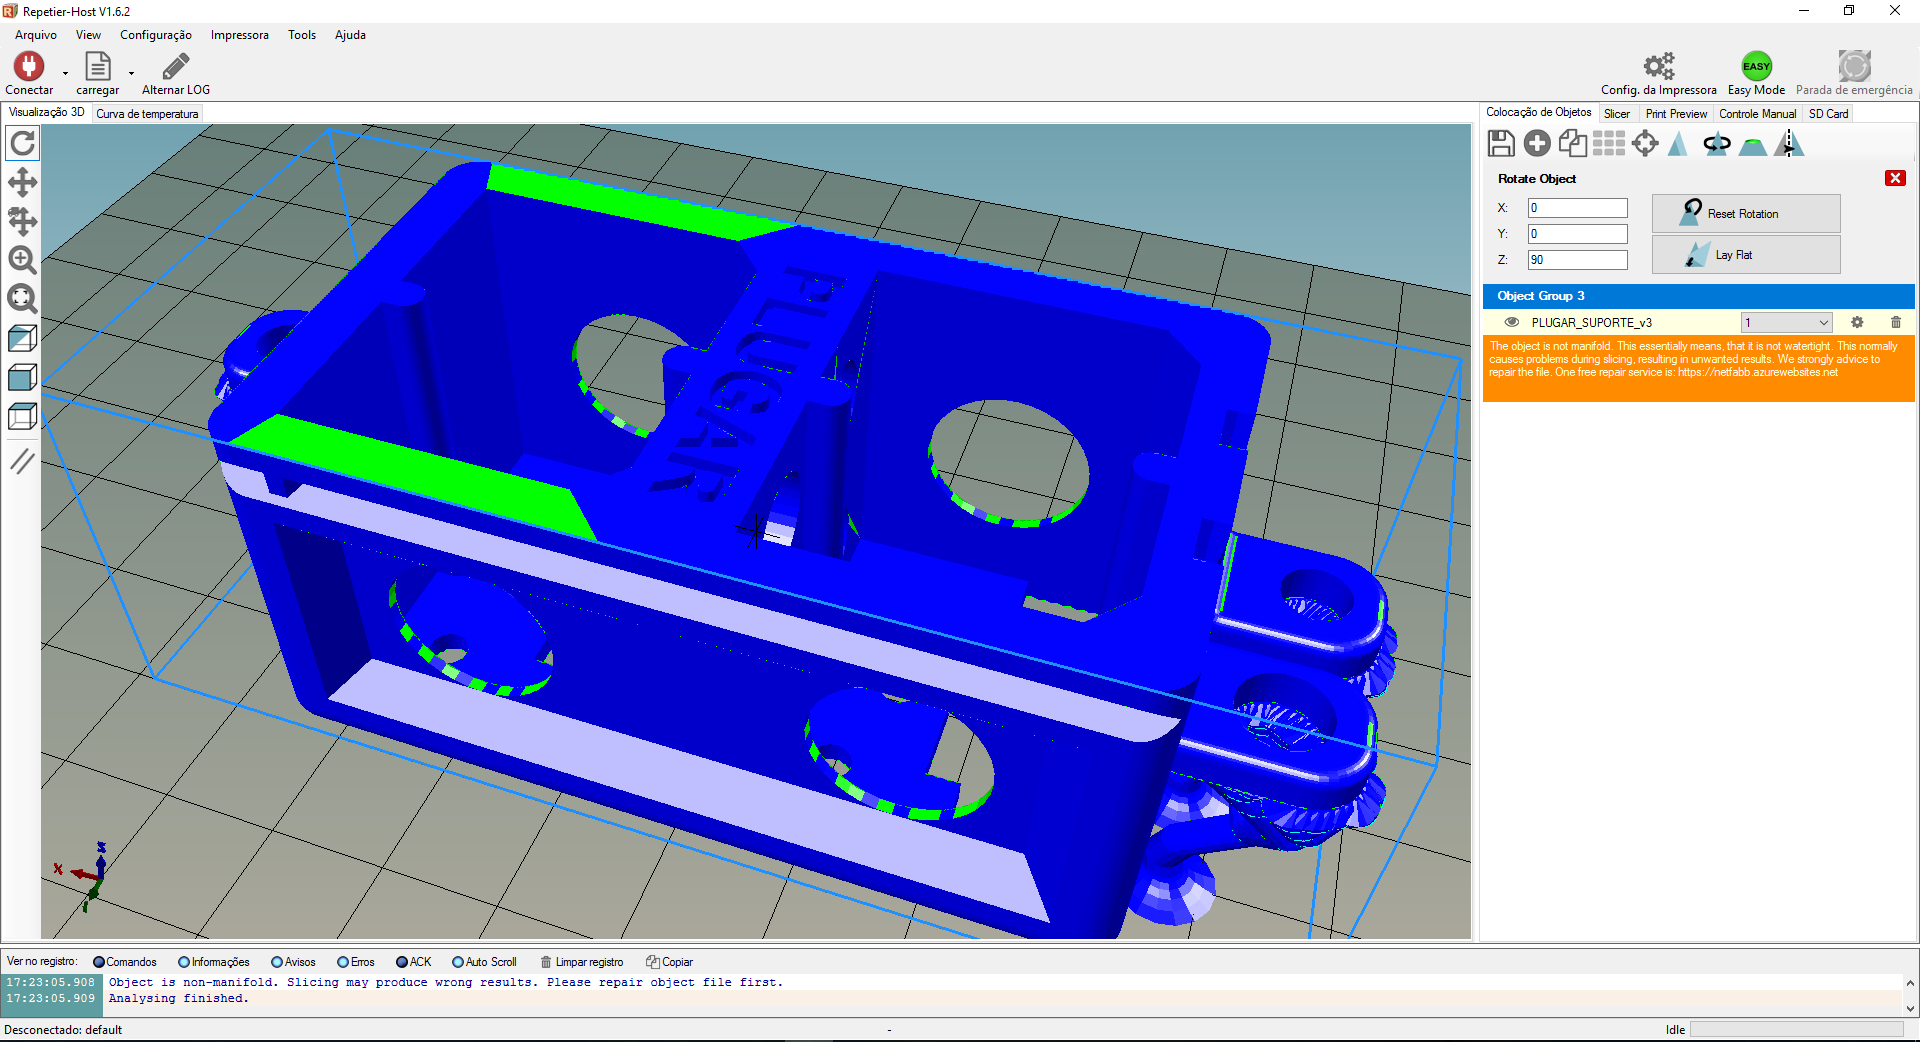 Repetier-Host V1.6.2
Arquivo View Configuração Impressora Tools Ajuda
Conectar carregar Alternar LOG
EASY
Config. da Impressora Easy Mode Parada de emergência
Visualização 3D Curva de temperatura
Colocação de Objetos Slicer Print Preview Controle Manual SD Card
Rotate Object
X: 0
Reset Rotation
Y: 0
Lay Flat
Z: 90
Object Group 3
PLUGAR_SUPORTE_v3 1
The object is not manifold. This essentially means, that it is not watertight. This normally
causes problems during slicing, resulting in unwanted results. We strongly advice to
repair the file. One free repair service is: https://netfabb.azurewebsites.net
PLUGAR
Z
X
Y
Ver no registro: Comandos Informações Avisos Erros ACK Auto Scroll Limpar registro Copiar
17:23:05.908 Object is non-manifold. Slicing may produce wrong results. Please repair object file first.
17:23:05.909 Analysing finished.
Desconectado: default - Idle